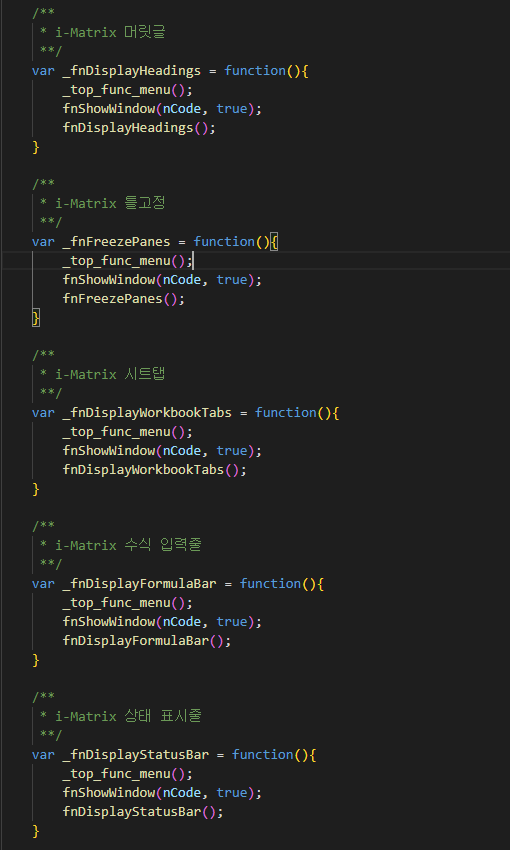 /**
* i-Matrix 머릿글
**/
var _fnDisplayHeadings = function(){
_top_func_menu();
fnShowWindow(nCode, true);
fnDisplayHeadings();
}
/**
* i-Matrix 틀고정
**/
var _fnFreezePanes = function(){
_top_func_menu();
fnShowWindow(nCode, true);
fnFreezePanes();
}
/**
* i-Matrix 시트탭
**/
var _fnDisplayWorkbookTabs = function(){
_top_func_menu();
fnShowWindow(nCode, true);
fnDisplayWorkbookTabs();
}
/**
* i-Matrix 수식 입력줄
**/
var _fnDisplayFormulaBar = function(){
_top_func_menu();
fnShowWindow(nCode, true);
fnDisplayFormulaBar();
}
/**
* i-Matrix 상태 표시줄
**/
var _fnDisplayStatusBar = function(){
_top_func_menu();
fnShowWindow(nCode, true);
fnDisplayStatusBar();
}